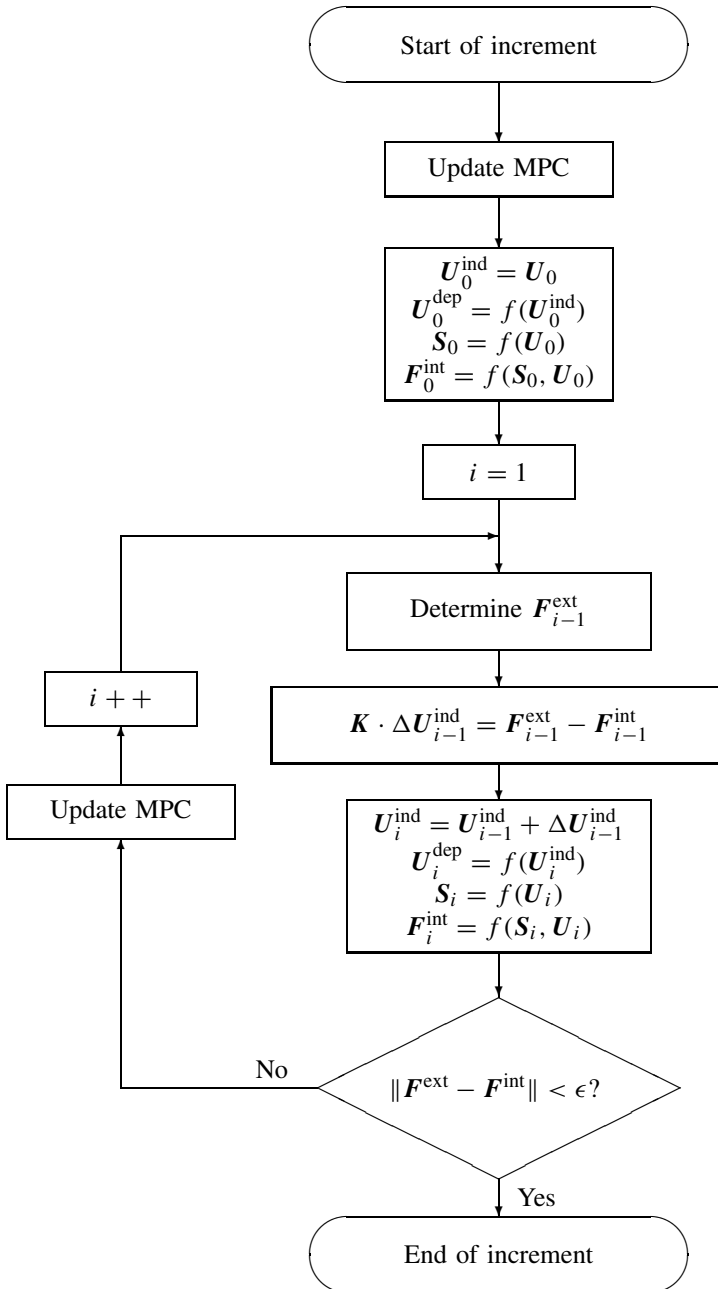 Start of increment
Update MPC
U_0^ind = U_0
U_0^dep = f(U_0^ind)
S_0 = f(U_0)
F_0^int = f(S_0, U_0)
i = 1
Determine F_{i−1}^ext
i + +
K · ΔU_{i−1}^ind = F_{i−1}^ext − F_{i−1}^int
Update MPC
U_i^ind = U_{i−1}^ind + ΔU_{i−1}^ind
U_i^dep = f(U_i^ind)
S_i = f(U_i)
F_i^int = f(S_i, U_i)
No
‖F^ext − F^int‖ < ϵ?
Yes
End of increment